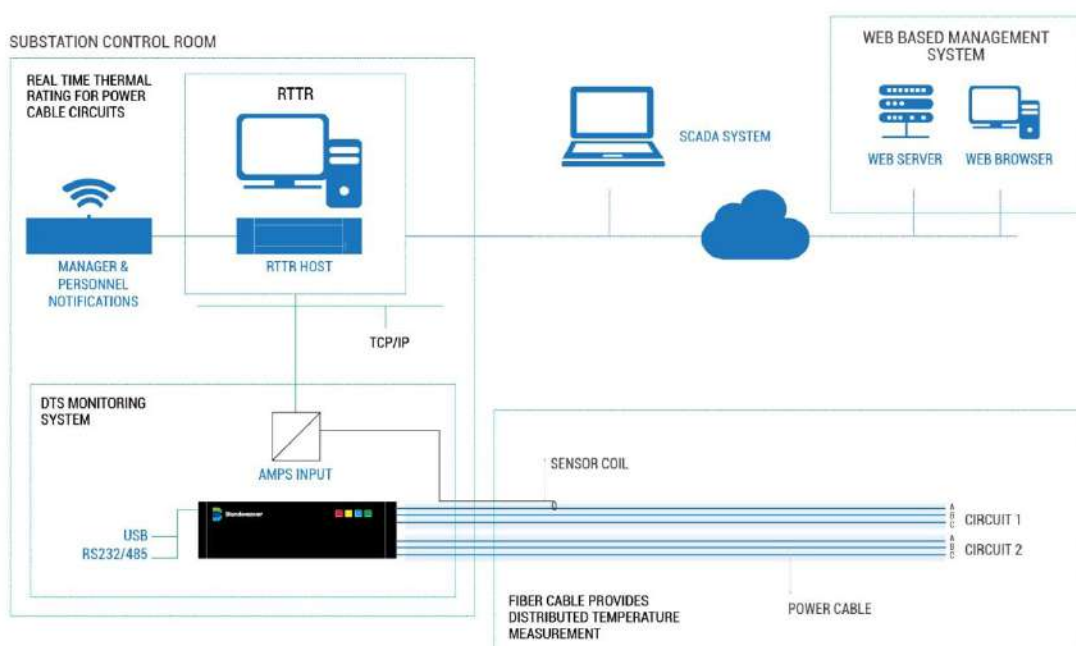 SUBSTATION CONTROL ROOM
REAL TIME THERMAL
RATING FOR POWER
CABLE CIRCUITS
RTTR
RTTR HOST
MANAGER &
PERSONNEL
NOTIFICATIONS
TCP/IP
SCADA SYSTEM
WEB BASED MANAGEMENT
SYSTEM
WEB SERVER
WEB BROWSER
DTS MONITORING
SYSTEM
AMPS INPUT
Bandweaver
USB
RS232/485
SENSOR COIL
A
B
C
CIRCUIT 1
A
B
C
CIRCUIT 2
POWER CABLE
FIBER CABLE PROVIDES
DISTRIBUTED TEMPERATURE
MEASUREMENT